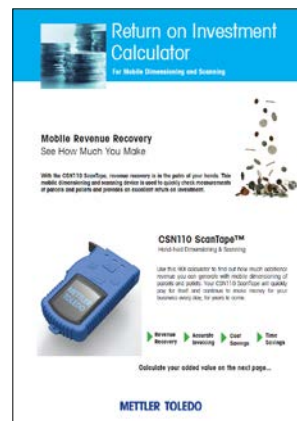 Return on Investment
Calculator
For Mobile Dimensioning and Scanning
Mobile Revenue Recovery
See How Much You Make
With the CSN110 ScanTape, revenue recovery is in the palm of your hands. This
mobile dimensioning and scanning device is used to quickly check measurements
of parcels and pallets and provides an excellent return on investment.
CSN110 ScanTape™
Hand-held Dimensioning & Scanning
Use this ROI calculator to find out how much additional
revenue you can generate with mobile dimensioning of
parcels and pallets. Your CSN110 ScanTape will quickly
pay for itself and continue to make money for your
business every day, for years to come.
METTLER
TOLEDO
Revenue
Recovery
Accurate
Invoicing
Cost
Savings
Time
Savings
Calculate your added value on the next page...
METTLER TOLEDO